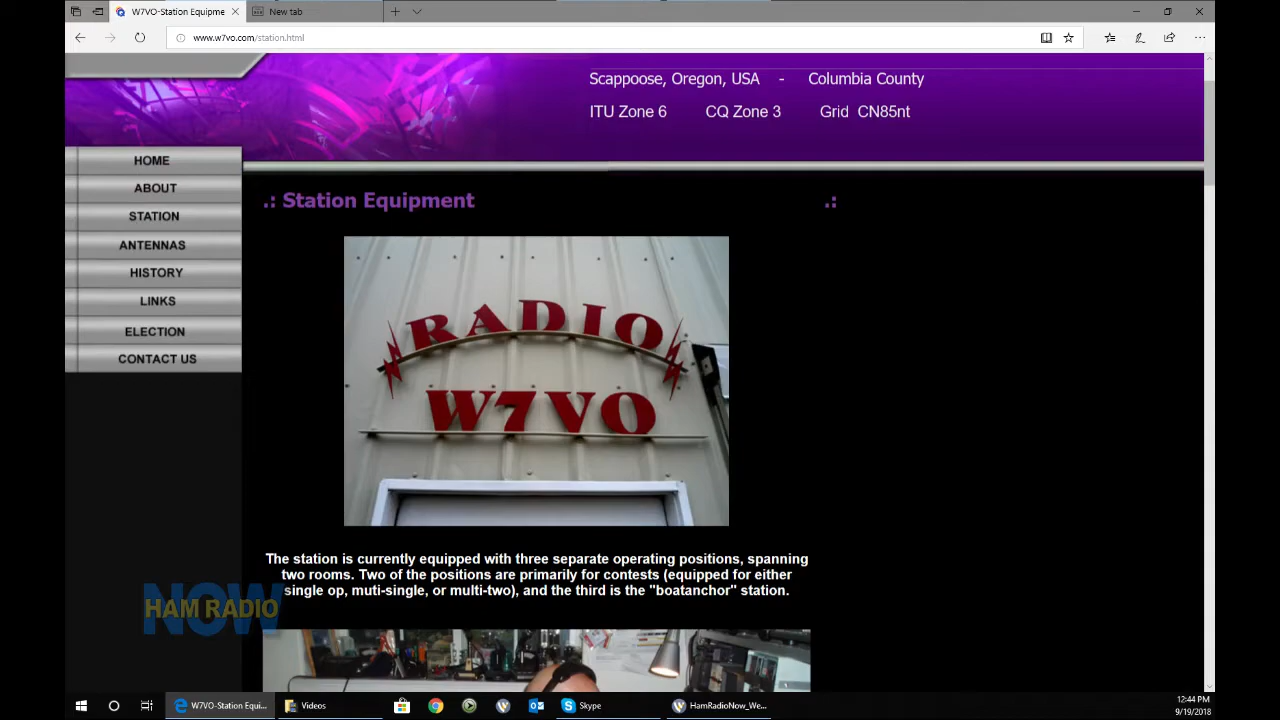 W7VO-Station Equipme
New tab
www.w7vo.com/station.html
Scappoose, Oregon, USA - Columbia County
ITU Zone 6 CQ Zone 3 Grid CN85nt
HOME
ABOUT
STATION
ANTENNAS
HISTORY
LINKS
ELECTION
CONTACT US
.: Station Equipment
.:
RADIO
W7VO
The station is currently equipped with three separate operating positions, spanning
two rooms. Two of the positions are primarily for contests (equipped for either
single op, muti-single, or multi-two), and the third is the "boatanchor" station.
NOW
HAM RADIO
W7VO-Station Equi...
Videos
Skype
HamRadioNow_We...
12:44 PM
9/19/2018